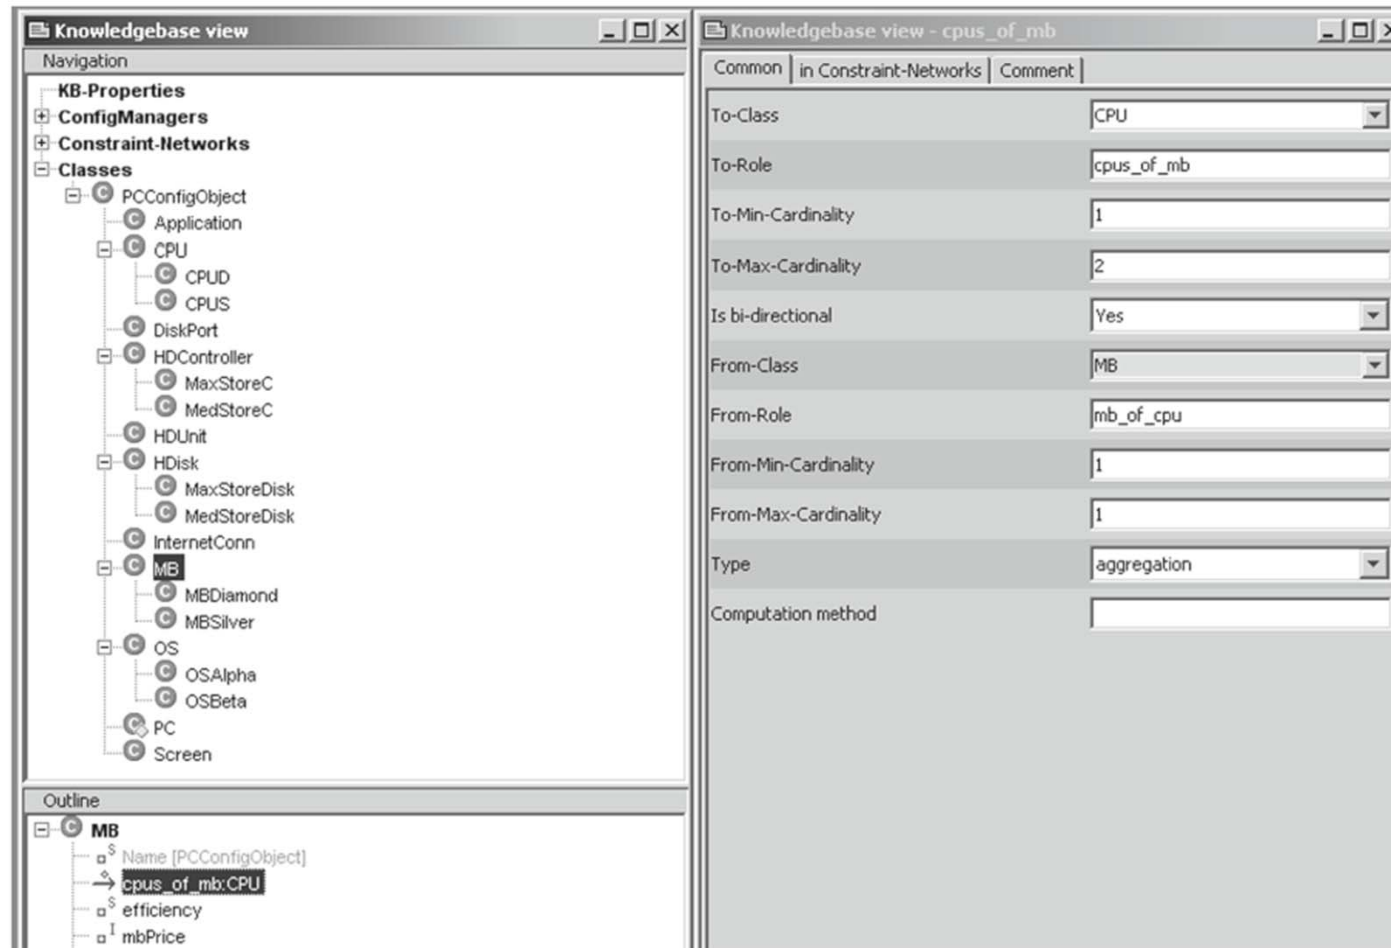 Knowledgebase view
Navigation
KB-Properties
ConfigManagers
Constraint-Networks
Classes
PCConfigObject
Application
CPU
CPUD
CPUS
DiskPort
HDController
MaxStoreC
MedStoreC
HDUnit
HDisk
MaxStoreDisk
MedStoreDisk
InternetConn
MB
MBDiamond
MBSilver
OS
OSAlpha
OSBeta
PC
Screen
Outline
MB
Name [PCConfigObject]
cpus_of_mb:CPU
efficiency
mbPrice
Knowledgebase view - cpus_of_mb
Common in Constraint-Networks Comment
To-Class CPU
To-Role cpus_of_mb
To-Min-Cardinality 1
To-Max-Cardinality 2
Is bi-directional Yes
From-Class MB
From-Role mb_of_cpu
From-Min-Cardinality 1
From-Max-Cardinality 1
Type aggregation
Computation method